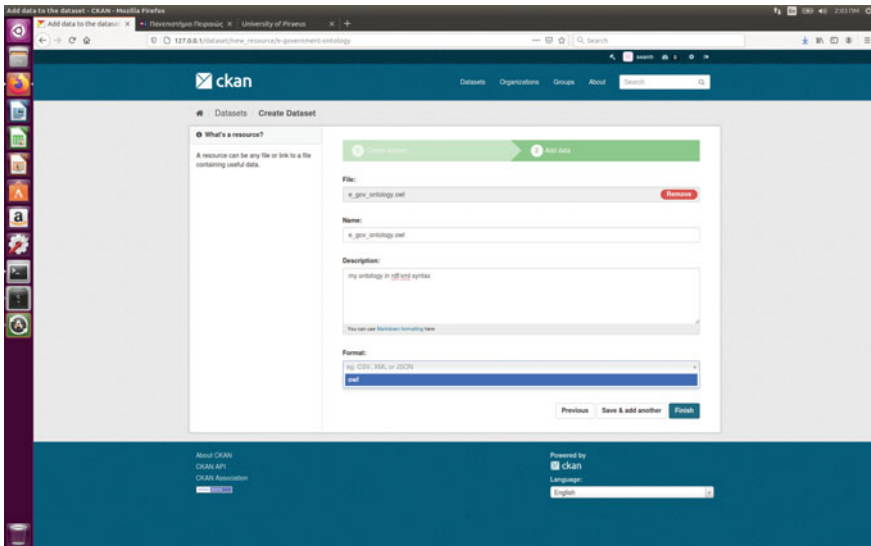 Add data to the dataset - CKAN - Mozilla Firefox
2:03 ПМ
Add data to the dataset
Πανεπιστήμιο Πειραιώς
University of Piraeus
127.0.0.1/dataset/new_resource/e-government-ontology
Search
search
ckan
Datasets Organizations Groups About Search
Datasets Create Dataset
What's a resource?
A resource can be any file or link to a file
containing useful data.
1 Create dataset
2 Add data
File:
e_gov_ontology.owl Remove
Name:
e_gov_ontology.owl
Description:
my ontology in rdf/xml syntax
You can use Markdown formatting here
Format:
eg. CSV, XML or JSON
owl
Previous Save & add another Finish
About CKAN
CKAN API
CKAN Association
Powered by
ckan
Language:
English